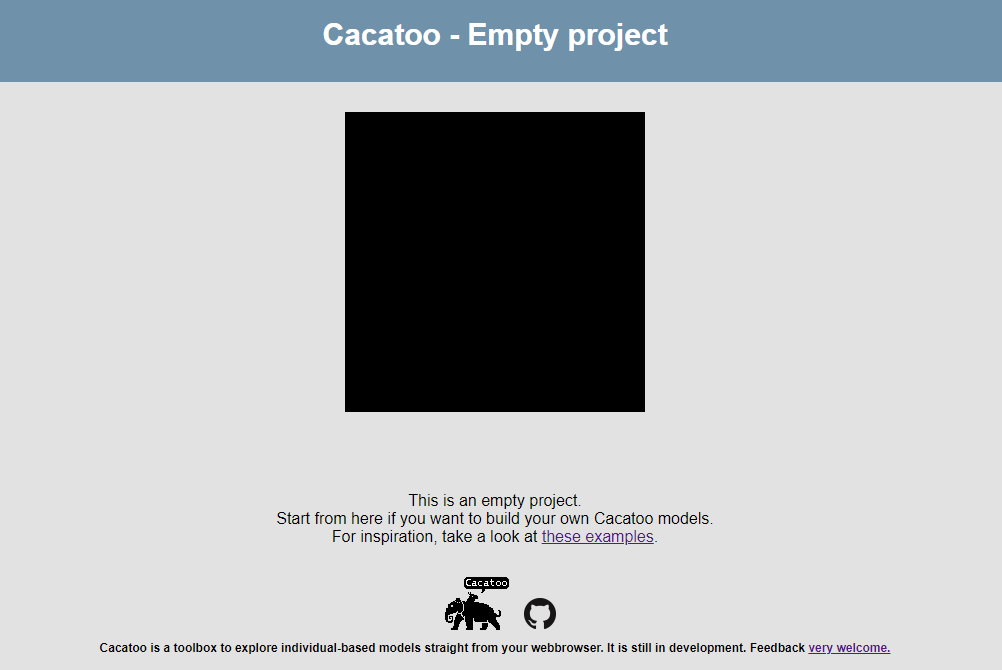 Cacatoo - Empty project
This is an empty project.
Start from here if you want to build your own Cacatoo models.
For inspiration, take a look at these examples.
Cacatoo
Cacatoo is a toolbox to explore individual-based models straight from your webbrowser. It is still in development. Feedback very welcome.